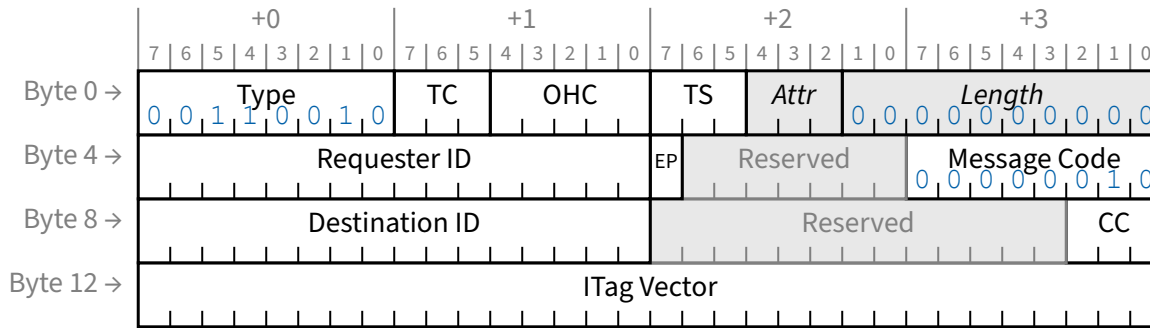 +0 +1 +2 +3
7 6 5 4 3 2 1 0 7 6 5 4 3 2 1 0 7 6 5 4 3 2 1 0 7 6 5 4 3 2 1 0
Byte 0 → Type TC OHC TS Attr Length
0 0 1 1 0 0 1 0 0 0 0 0 0 0 0 0 0 0
Byte 4 → Requester ID EP Reserved Message Code
0 0 0 0 0 0 1 0
Byte 8 → Destination ID Reserved CC
Byte 12 → ITag Vector